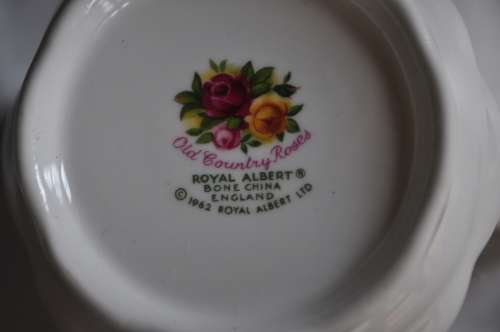 Old Country Roses
ROYAL ALBERT®
BONE CHINA
ENGLAND
© 1962 ROYAL ALBERT LTD